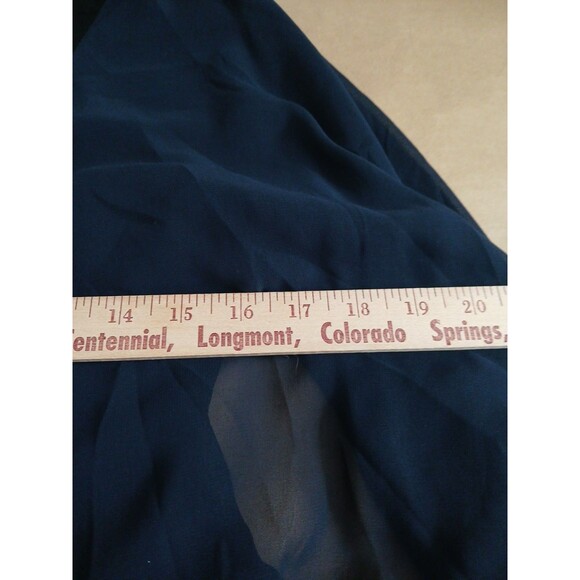 14 15 16 17 18 19 20
entennial, Longmont, Colorado Springs,